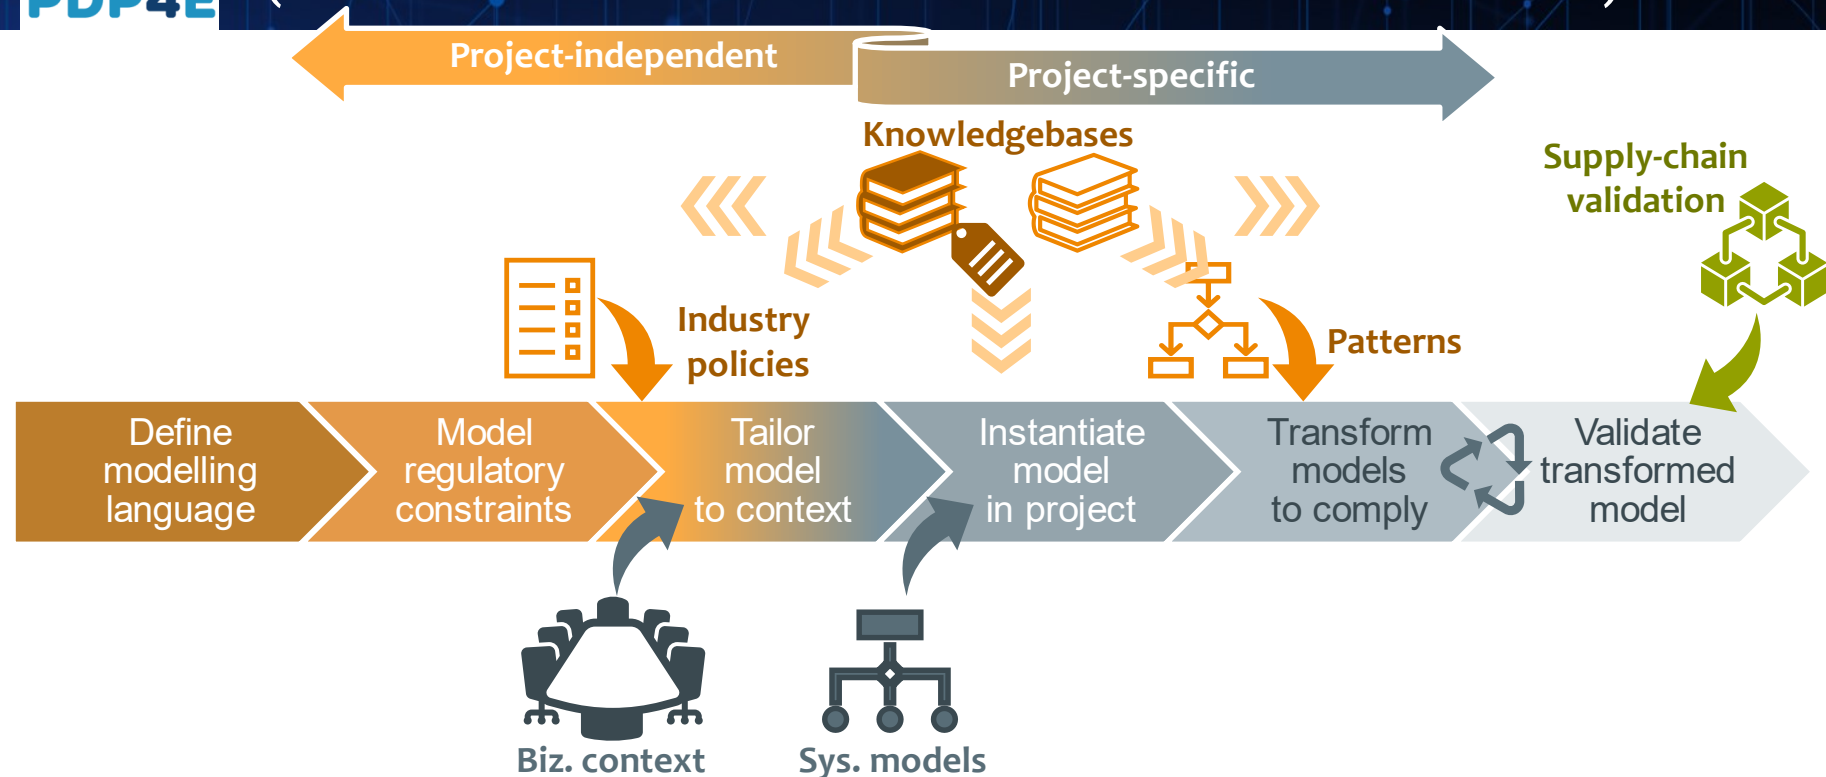 PDP4E
Project-independent
Project-specific
Knowledgebases
Supply-chain
validation
Industry
policies
Patterns
Define
modelling
language
Model
regulatory
constraints
Tailor
model
to context
Instantiate
model
in project
Transform
models
to comply
Validate
transformed
model
Biz. context
Sys. models